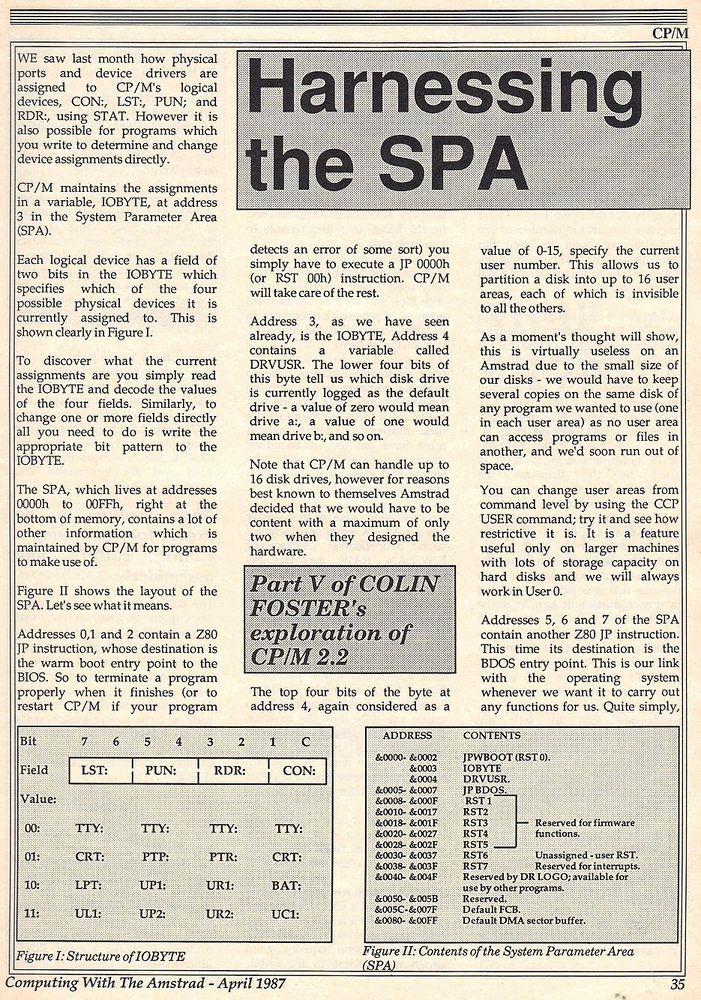 CP/M
Harnessing
the SPA
WE saw last month how physical
ports and device drivers are
assigned to CP/M's logical
devices, CON:, LST:, PUN; and
RDR:, using STAT. However it is
also possible for programs which
you write to determine and change
device assignments directly.
CP/M maintains the assignments
in a variable, IOBYTE, at address
3 in the System Parameter Area
(SPA).
Each logical device has a field of
two bits in the IOBYTE which
specifies which of the four
possible physical devices it is
currently assigned to. This is
shown clearly in Figure I.
To discover what the current
assignments are you simply read
the IOBYTE and decode the values
of the four fields. Similarly, to
change one or more fields directly
all you need to do is write the
appropriate bit pattern to the
IOBYTE.
The SPA, which lives at addresses
0000h to 00FFh, right at the
bottom of memory, contains a lot of
other information which is
maintained by CP/M for programs
to make use of.
Figure II shows the layout of the
SPA. Let's see what it means.
Addresses 0,1 and 2 contain a Z80
JP instruction, whose destination is
the warm boot entry point to the
BIOS. So to terminate a program
properly when it finishes (or to
restart CP/M if your program
detects an error of some sort) you
simply have to execute a JP 0000h
(or RST 00h) instruction. CP/M
will take care of the rest.
Address 3, as we have seen
already, is the IOBYTE, Address 4
contains a variable called
DRVUSR. The lower four bits of
this byte tell us which disk drive
is currently logged as the default
drive - a value of zero would mean
drive a:, a value of one would
mean drive b:, and so on.
Note that CP/M can handle up to
16 disk drives, however for reasons
best known to themselves Amstrad
decided that we would have to be
content with a maximum of only
two when they designed the
hardware.
Part V of COLIN
FOSTER's
exploration of
CP/M 2.2
The top four bits of the byte at
address 4, again considered as a
value of 0-15, specify the current
user number. This allows us to
partition a disk into up to 16 user
areas, each of which is invisible
to all the others.
As a moment's thought will show,
this is virtually useless on an
Amstrad due to the small size of
our disks - we would have to keep
several copies on the same disk of
any program we wanted to use (one
in each user area) as no user area
can access programs or files in
another, and we'd soon run out of
space.
You can change user areas from
command level by using the CCP
USER command; try it and see how
restrictive it is. It is a feature
useful only on larger machines
with lots of storage capacity on
hard disks and we will always
work in User 0.
Addresses 5, 6 and 7 of the SPA
contain another Z80 JP instruction.
This time its destination is the
BDOS entry point. This is our link
with the operating system
whenever we want it to carry out
any functions for us. Quite simply,
Bit 7 6 5 4 3 2 1 C
Field LST: PUN: RDR: CON:
Value:
00: TTY: TTY: TTY: TTY:
01: CRT: PTP: PTR: CRT:
10: LPT: UP1: UR1: BAT:
11: UL1: UP2: UR2: UC1:
Figure I: Structure of IOBYTE
ADDRESS CONTENTS
&0000- &0002 JPWBOOT (RST 0).
&0003 IOBYTE
&0004 DRVUSR.
&0005- &0007 JP BDOS.
&0008- &000F RST 1
&0010- &0017 RST2
&0018- &001F RST3 Reserved for firmware
&0020- &0027 RST4 functions.
&0028- &002F RST5
&0030- &0037 RST6 Unassigned - user RST.
&0038- &003F RST7 Reserved for interrupts.
&0040- &004F Reserved by DR LOGO; available for
use by other programs.
&0050- &005B Reserved.
&005C-&007F Default FCB.
&0080- &00FF Default DMA sector buffer.
Figure II: Contents of the System Parameter Area
(SPA)
Computing With The Amstrad - April 1987 35